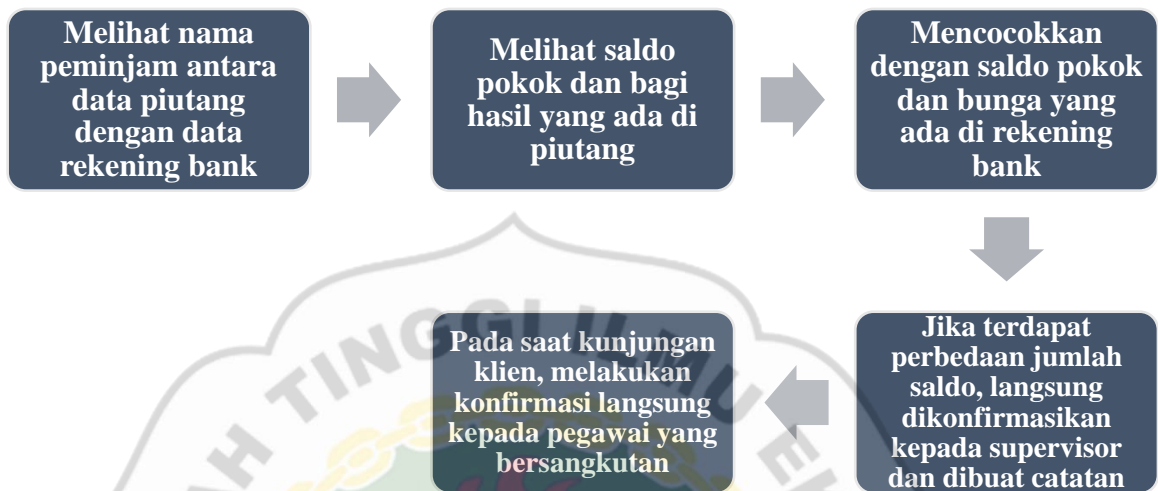 Melihat nama
peminjam antara
data piutang
dengan data
rekening bank
Melihat saldo
pokok dan bagi
hasil yang ada di
piutang
Mencocokkan
dengan saldo pokok
dan bunga yang
ada di rekening
bank
Jika terdapat
perbedaan jumlah
saldo, langsung
dikonfirmasikan
kepada supervisor
dan dibuat catatan
Pada saat kunjungan
klien, melakukan
konfirmasi langsung
kepada pegawai yang
bersangkutan
TINGGI ILMU